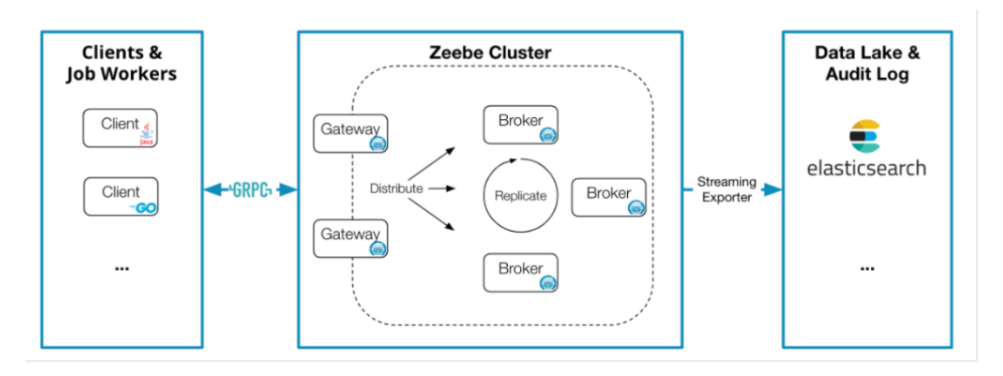 Clients &
Job Workers
Client
Java
Client
GO
...
GRPC
Zeebe Cluster
Gateway
Gateway
Distribute
Broker
Replicate
Broker
Broker
Streaming
Exporter
Data Lake &
Audit Log
elasticsearch
...